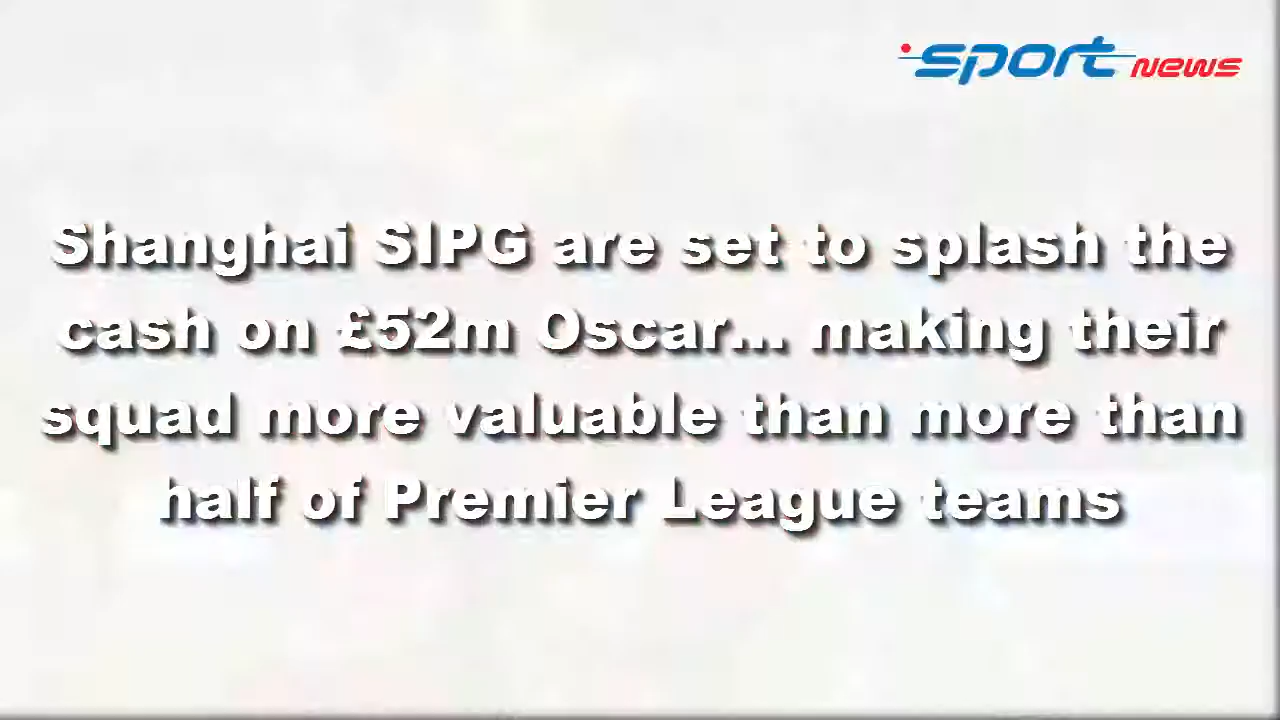 sport news
Shanghai SIPG are set to splash the
cash on £52m Oscar... making their
squad more valuable than more than
half of Premier League teams